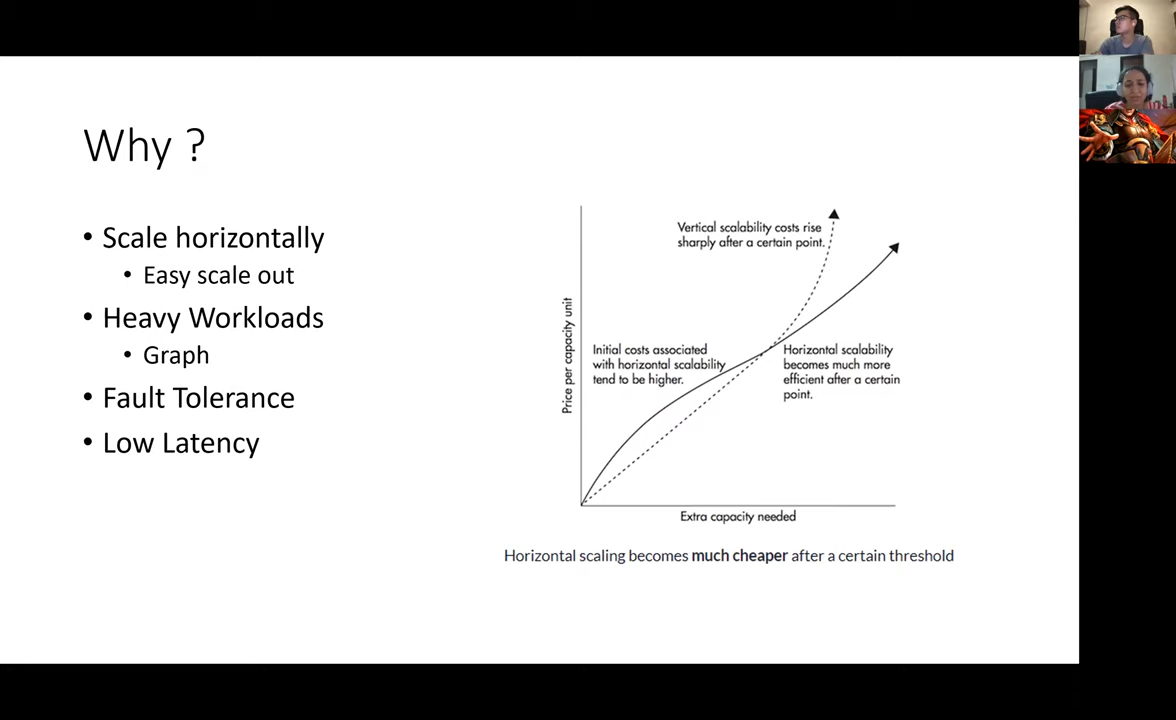 Why ?
• Scale horizontally
• Easy scale out
• Heavy Workloads
• Graph
• Fault Tolerance
• Low Latency
Vertical scalability costs rise
sharply after a certain point.
Price per capacity unit
Initial costs associated
with horizontal scalability
tend to be higher.
Horizontal scalability
becomes much more
efficient after a certain
point.
Extra capacity needed
Horizontal scaling becomes much cheaper after a certain threshold